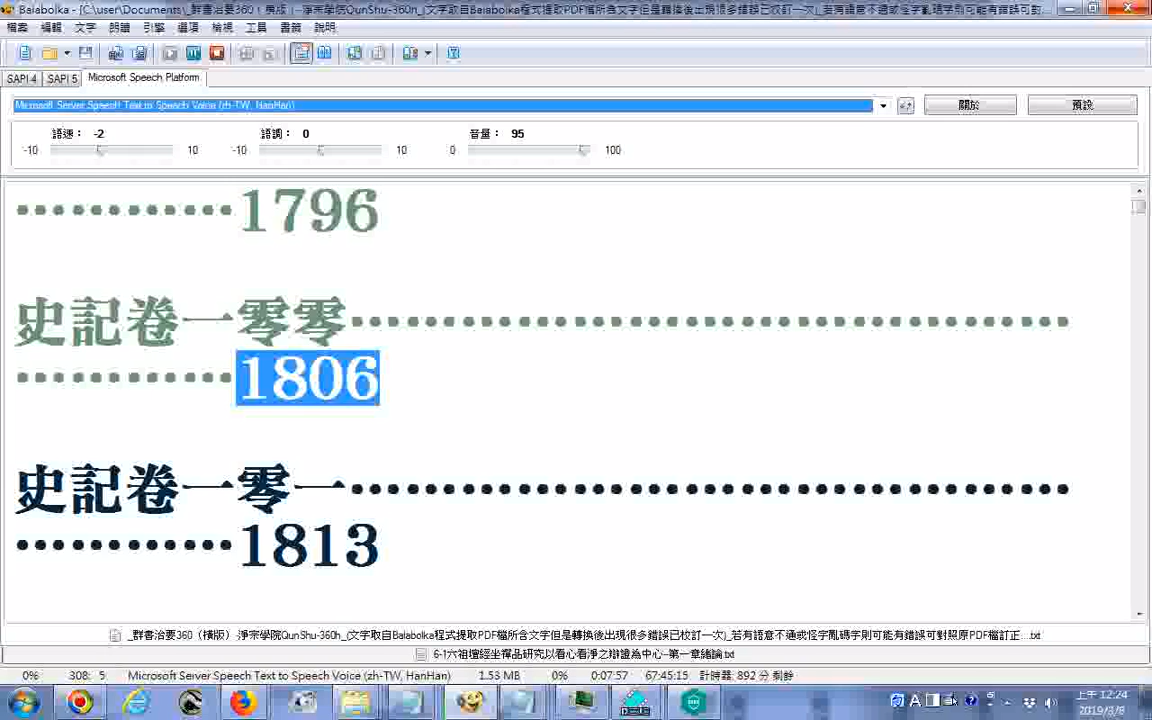 Balabolka - [C:\user\Documents\_群書治要360（橫版）-淨宗學院QunShu-360h_(文字取自Balabolka程式提取PDF檔所含文字但是轉換後出現很多錯誤已校訂一次)_若有語意不通或怪字亂碼字則可能有錯誤可對
檔案 編輯 文字 朗讀 引擎 選項 檢視 工具 書籤 說明
SAPI 4 SAPI 5 Microsoft Speech Platform
Microsoft Server Speech Text to Speech Voice (zh-TW, HanHan)
關於 預設
語速： -2 語調： 0 音量： 95
-10 10 -10 10 0 100
············1796
史記卷一零零········································
············1806
史記卷一零一········································
············1813
_群書治要360（橫版）-淨宗學院QunShu-360h_(文字取自Balabolka程式提取PDF檔所含文字但是轉換後出現很多錯誤已校訂一次)_若有語意不通或怪字亂碼字則可能有錯誤可對照原PDF檔訂正....txt
6-1六祖壇經坐禪品研究以看心看淨之辯證為中心--第一章緒論.txt
0% 308: 5 Microsoft Server Speech Text to Speech Voice (zh-TW, HanHan) 1.53 MB 0% 0:07:57 67:45:15 計時器: 892 分 剩餘
上午 12:24
2019/3/8